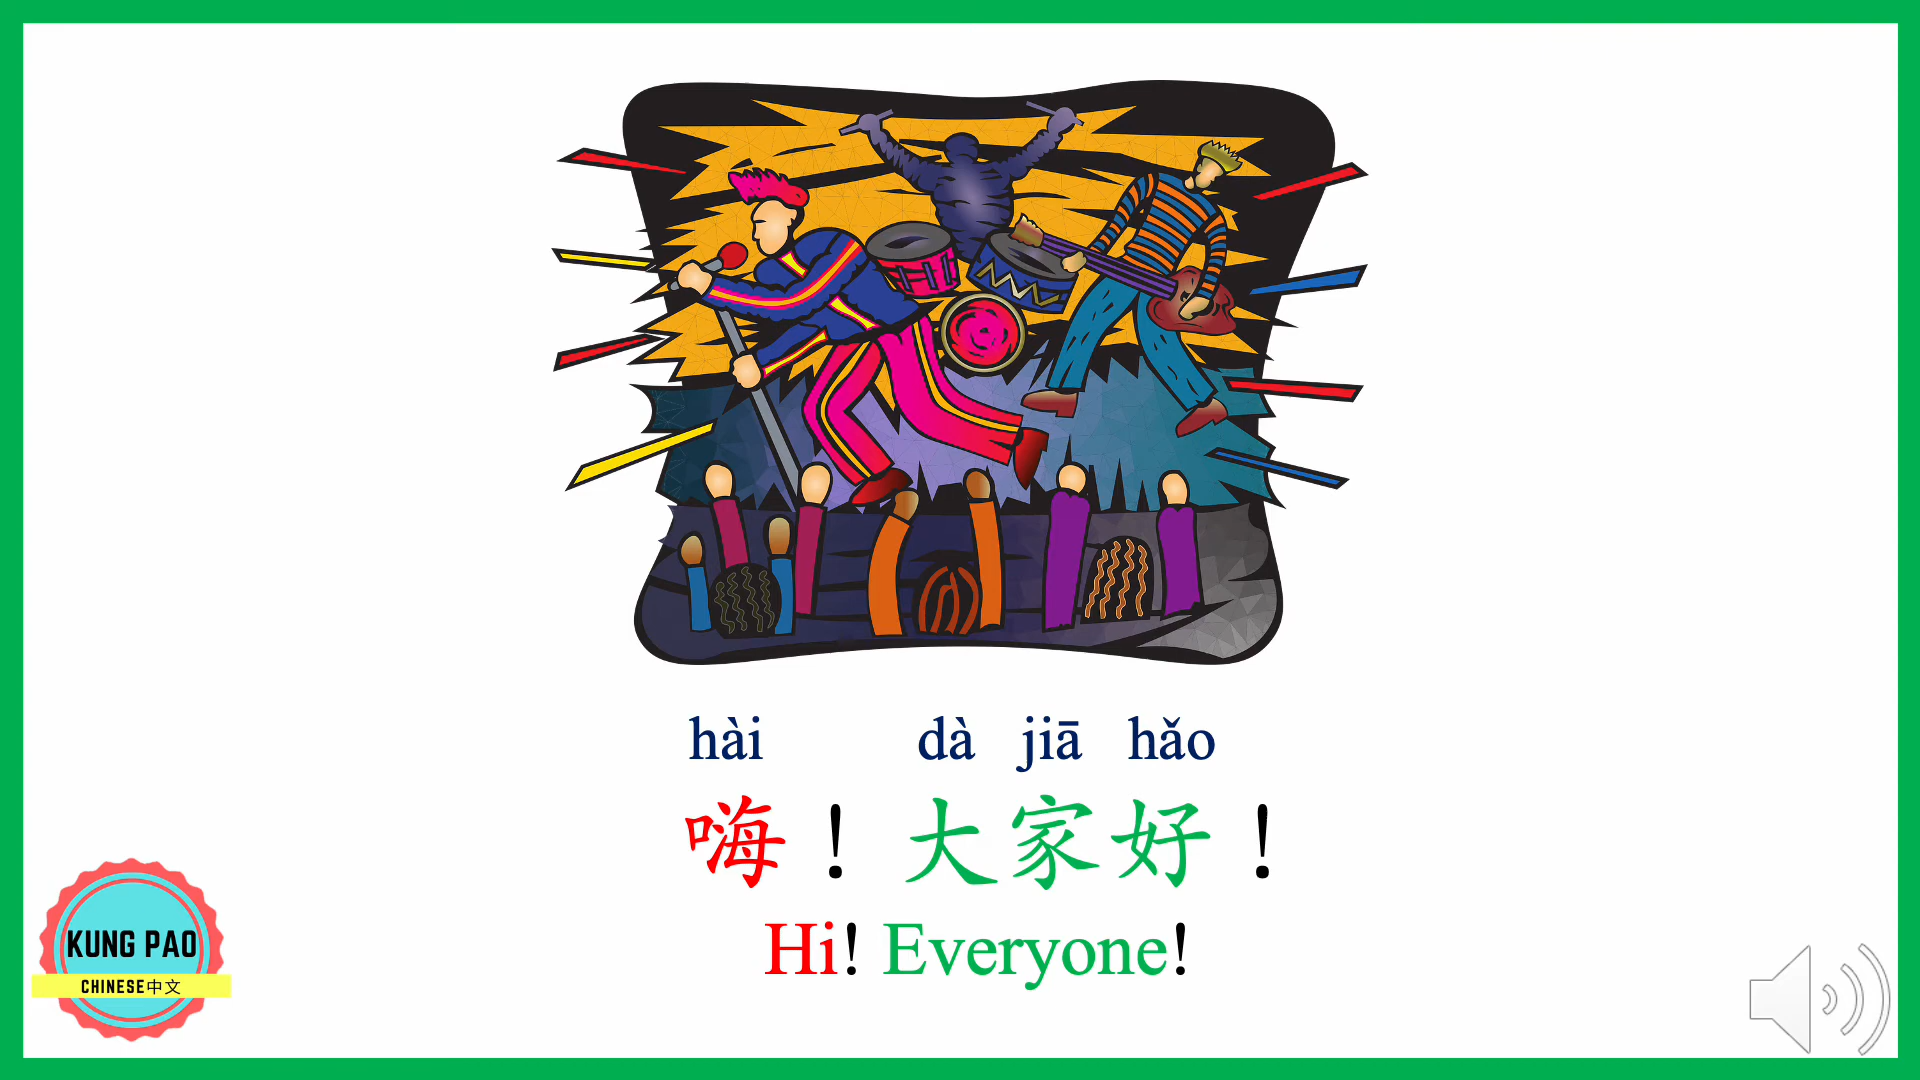 hài dà jiā hǎo
嗨！大家好！
Hi! Everyone!
KUNG PAO
CHINESE中文